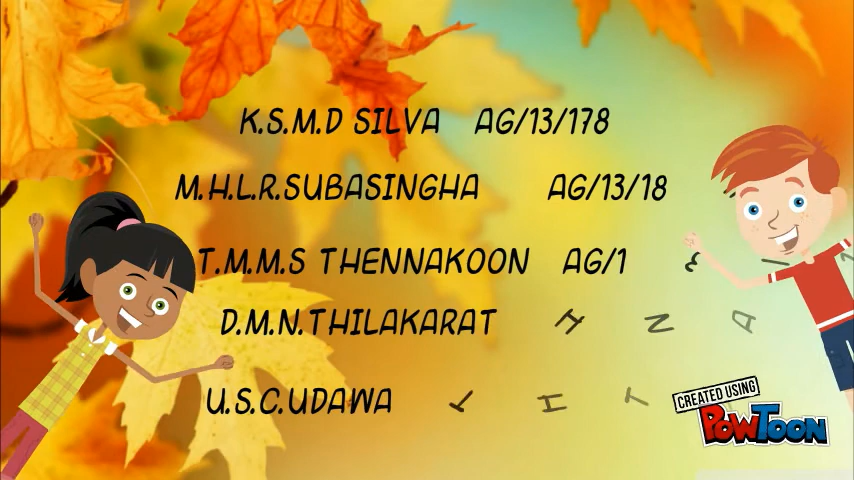 K.S.M.D SILVA AG/13/178
M.H.L.R.SUBASINGHA AG/13/18
T.M.M.S THENNAKOON AG/1
D.M.N.THILAKARAT H N A
U.S.C.UDAWA T H I
CREATED USING
POWTOON